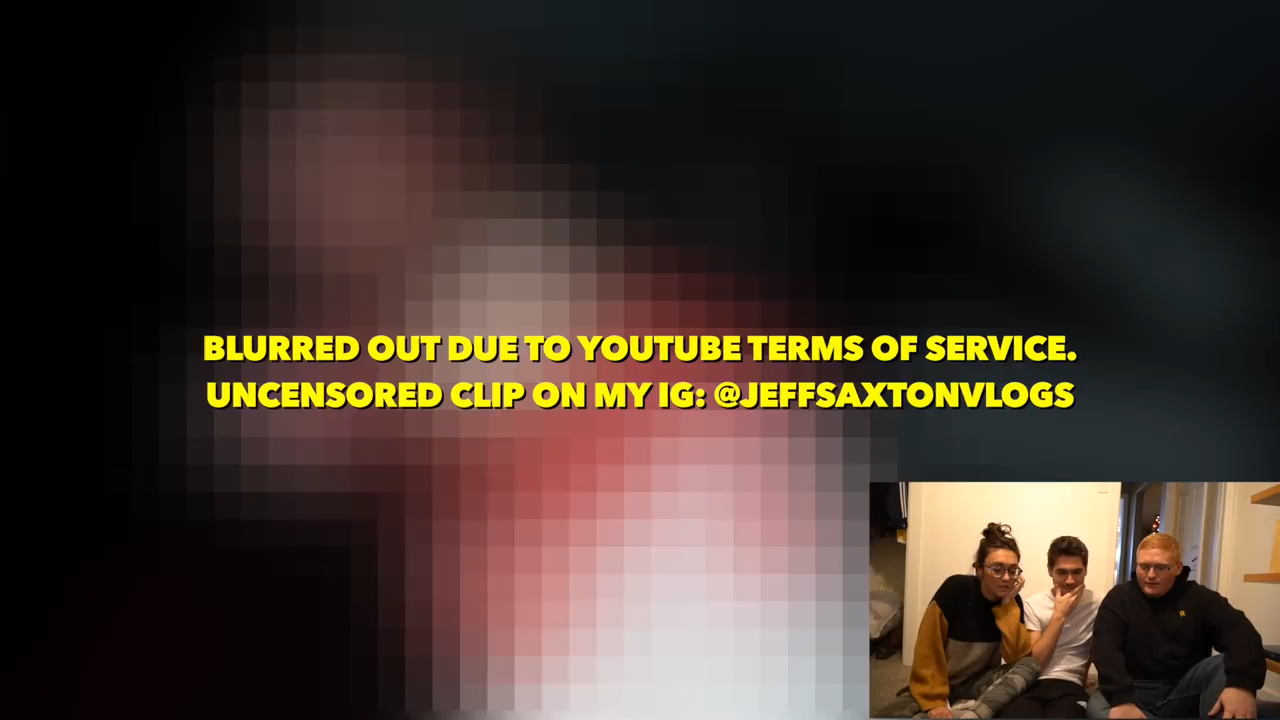 BLURRED OUT DUE TO YOUTUBE TERMS OF SERVICE.
UNCENSORED CLIP ON MY IG: @JEFFSAXTONVLOGS